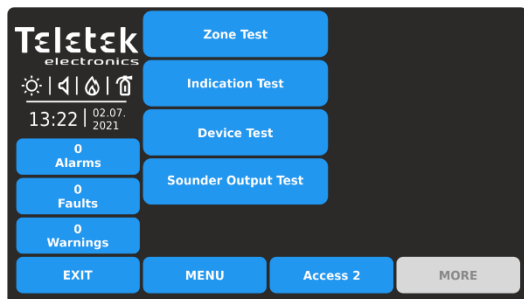 Teletek
electronics
13:22
02.07.
2021
0
Alarms
0
Faults
0
Warnings
Zone Test
Indication Test
Device Test
Sounder Output Test
EXIT
MENU
Access 2
MORE